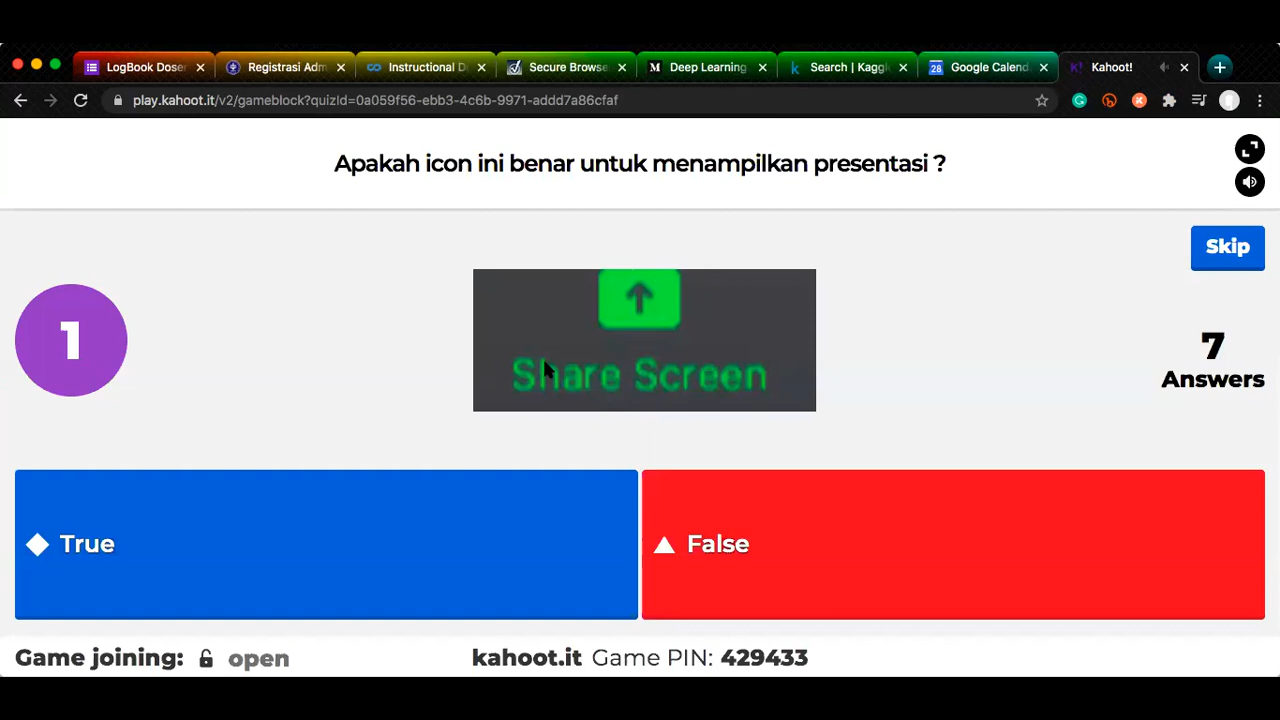 LogBook Dosen
Registrasi Adm
Instructional D
Secure Browse
Deep Learning
Search | Kaggl
Google Calend
Kahoot!
play.kahoot.it/v2/gameblock?quizId=0a059f56-ebb3-4c6b-9971-addd7a86cfaf
Apakah icon ini benar untuk menampilkan presentasi ?
Skip
1
Share Screen
7
Answers
True
False
Game joining: open
kahoot.it Game PIN: 429433